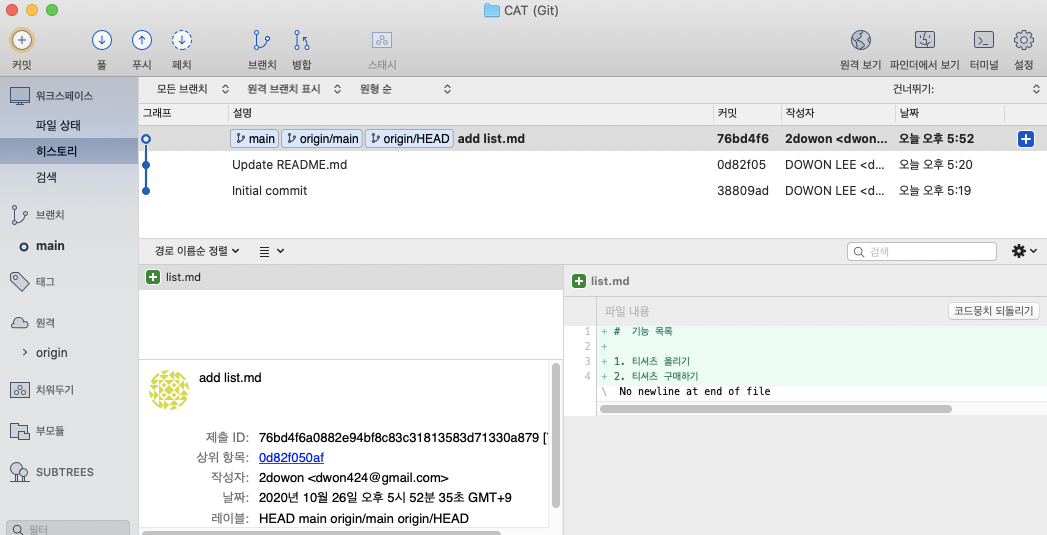 CAT (Git)
커밋 풀 푸시 페치 브랜치 병합 스태시 원격 보기 파인더에서 보기 터미널 설정
워크스페이스
파일 상태
히스토리
검색
브랜치
main
태그
원격
origin
치워두기
부모듈
SUBTREES
필터
모든 브랜치 원격 브랜치 표시 원형 순 건너뛰기:
그래프 설명 커밋 작성자 날짜
main origin/main origin/HEAD add list.md 76bd4f6 2dowon <dwon... 오늘 오후 5:52
Update README.md 0d82f05 DOWON LEE <d... 오늘 오후 5:20
Initial commit 38809ad DOWON LEE <d... 오늘 오후 5:19
경로 이름순 정렬 검색
list.md
add list.md
제출 ID: 76bd4f6a0882e94bf8c83c31813583d71330a879 [
상위 항목: 0d82f050af
작성자: 2dowon <dwon424@gmail.com>
날짜: 2020년 10월 26일 오후 5시 52분 35초 GMT+9
레이블: HEAD main origin/main origin/HEAD
list.md
파일 내용 코드뭉치 되돌리기
1 + # 기능 목록
2 +
3 + 1. 티셔츠 올리기
4 + 2. 티셔츠 구매하기
\ No newline at end of file